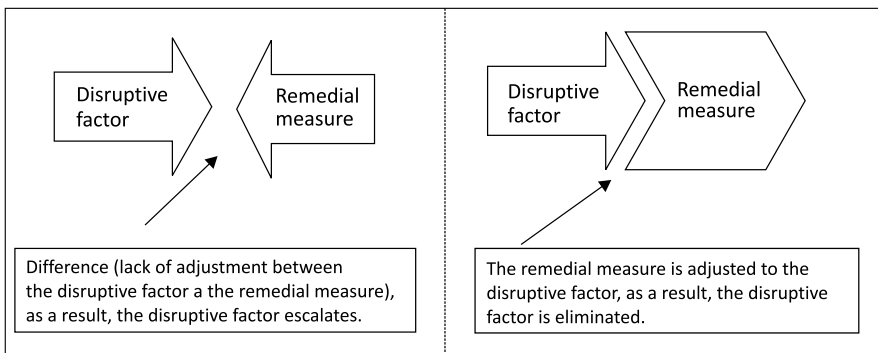 Disruptive
factor
Remedial
measure
Difference (lack of adjustment between
the disruptive factor a the remedial measure),
as a result, the disruptive factor escalates.
Disruptive
factor
Remedial
measure
The remedial measure is adjusted to the
disruptive factor, as a result, the disruptive
factor is eliminated.